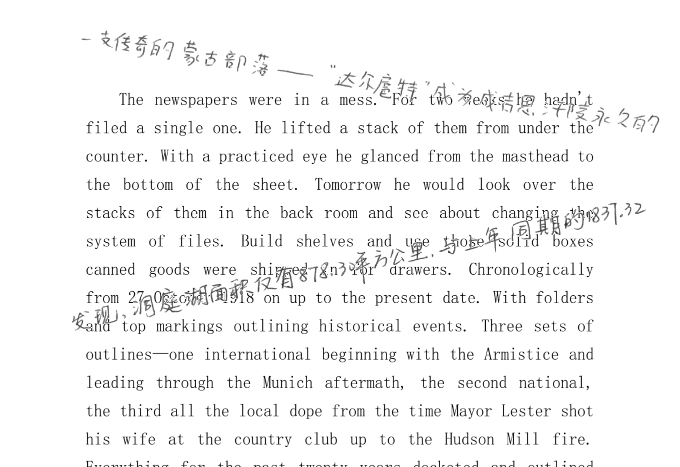 一支传奇的蒙古部落——“达尔扈特”成为成吉思汗陵永久的
The newspapers were in a mess. For two weeks he hadn't
filed a single one. He lifted a stack of them from under the
counter. With a practiced eye he glanced from the masthead to
the bottom of the sheet. Tomorrow he would look over the
stacks of them in the back room and see about changing the
system of files. Build shelves and use those solid boxes
canned goods were shipped in for drawers. Chronologically
from 27 October 1918 on up to the present date. With folders
and top markings outlining historical events. Three sets of
outlines—one international beginning with the Armistice and
leading through the Munich aftermath, the second national,
the third all the local dope from the time Mayor Lester shot
his wife at the country club up to the Hudson Mill fire.
Everything for the past twenty years docketed and outlined
发现，洞庭湖面积仅有878.39平方公里，与上年同期的1837.32